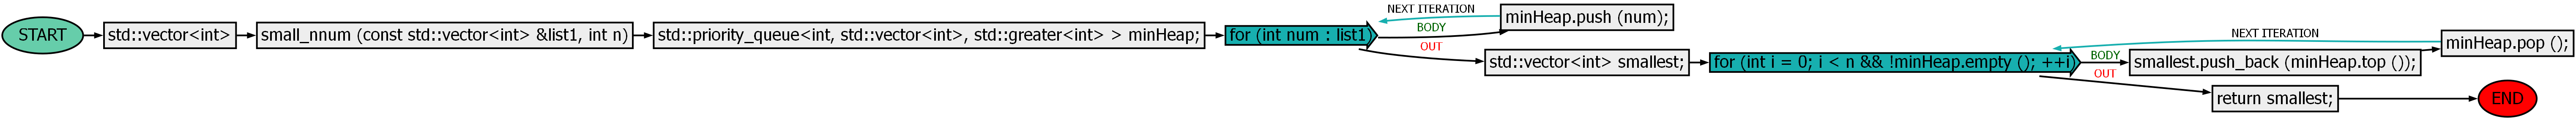 START
std::vector<int>
small_nnum (const std::vector<int> &list1, int n)
std::priority_queue<int, std::vector<int>, std::greater<int> > minHeap;
for (int num : list1)
NEXT ITERATION
BODY
minHeap.push (num);
OUT
std::vector<int> smallest;
for (int i = 0; i < n && !minHeap.empty (); ++i)
NEXT ITERATION
BODY
smallest.push_back (minHeap.top ());
minHeap.pop ();
OUT
return smallest;
END